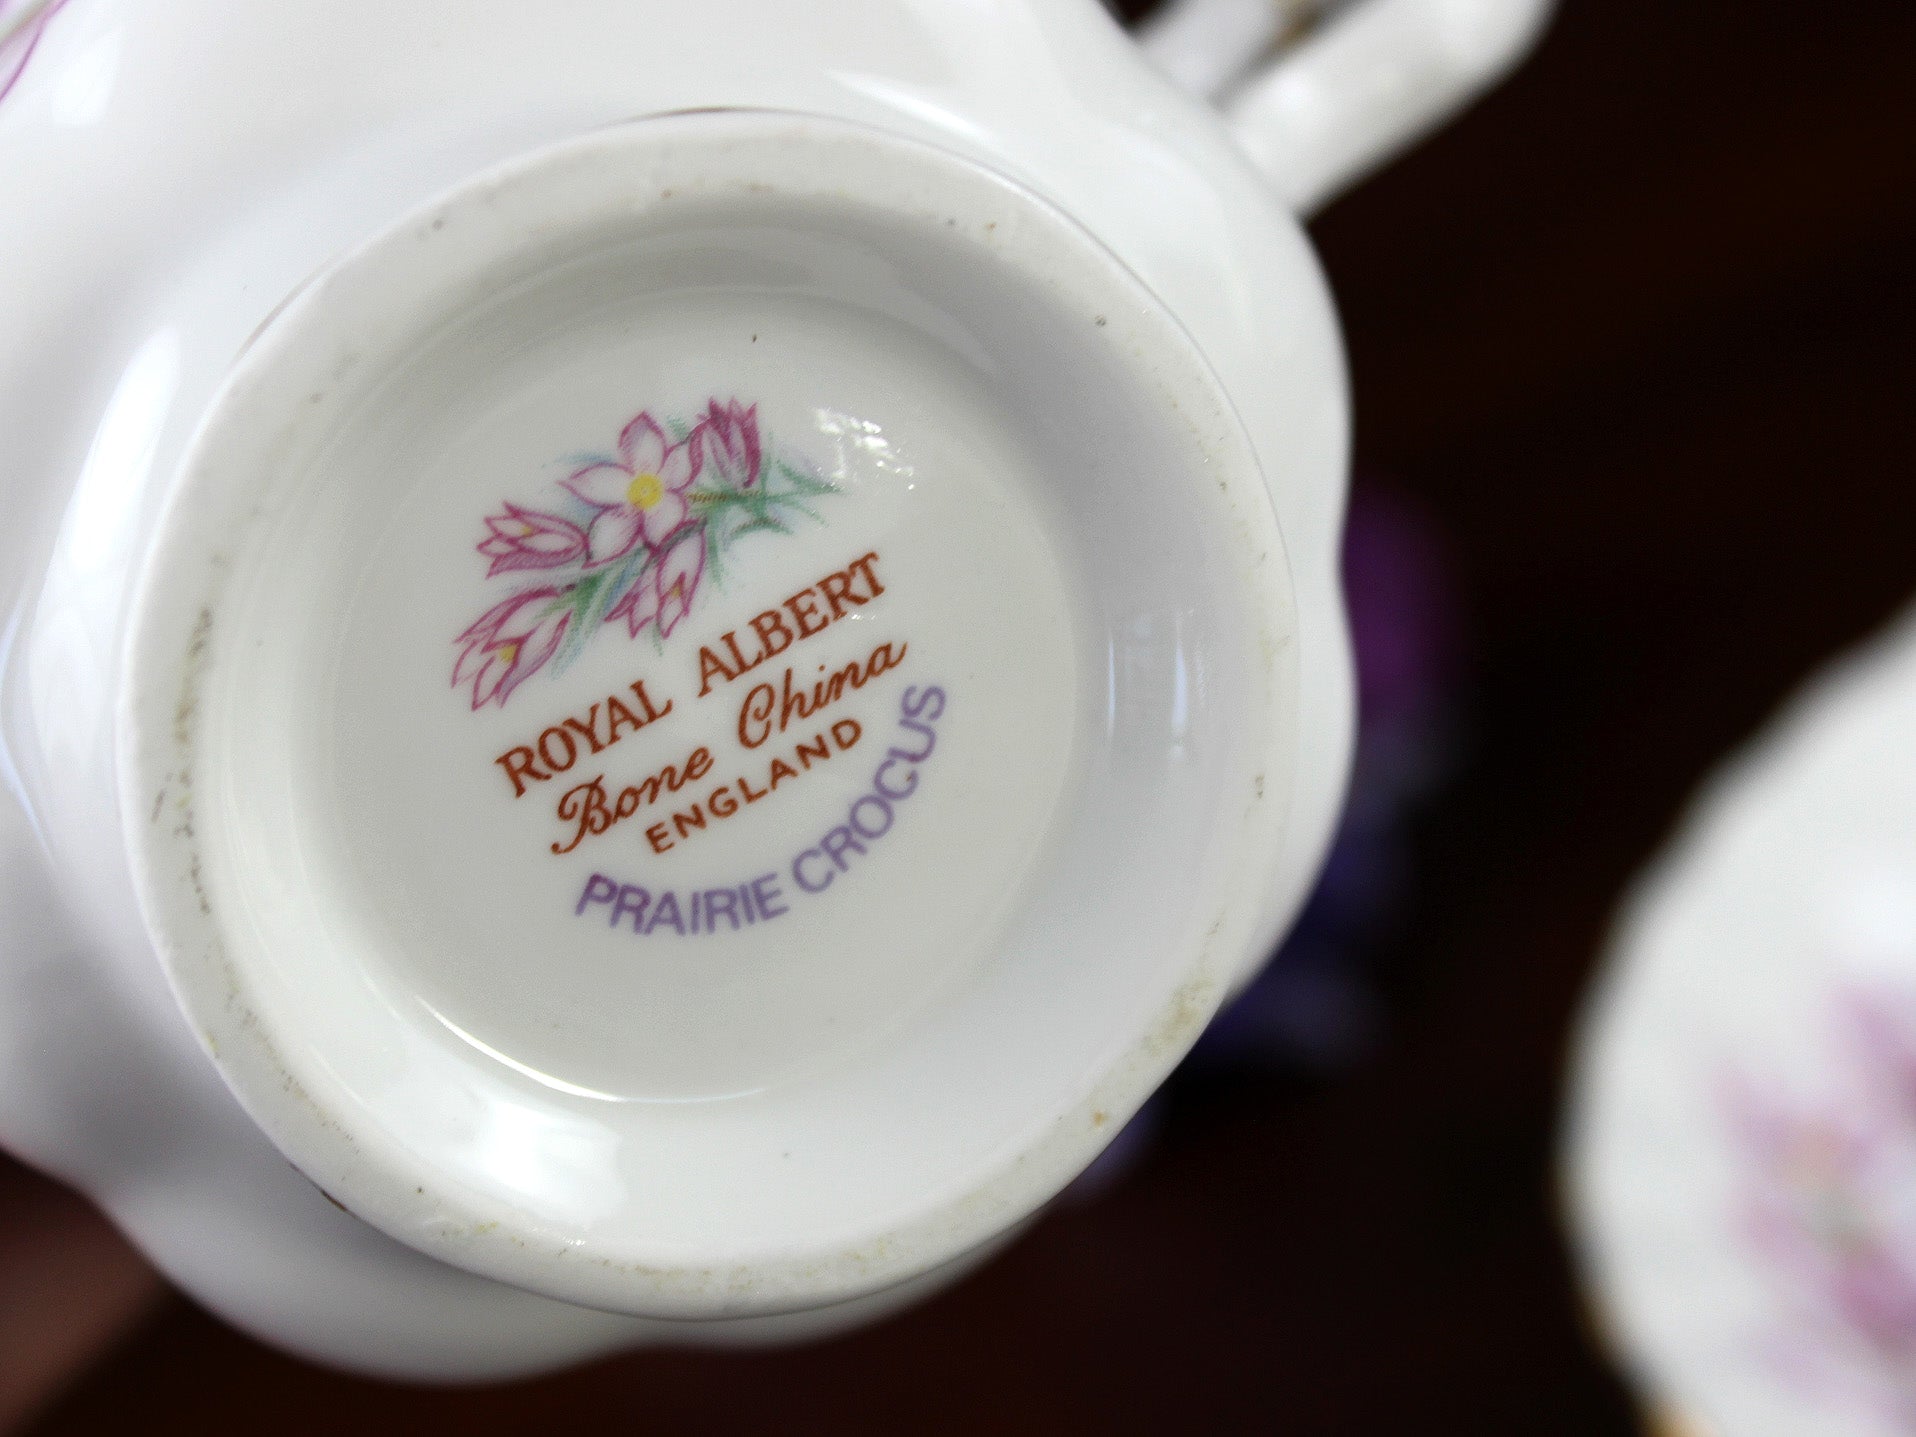 ROYAL ALBERT
Bone China
ENGLAND
PRAIRIE CROCUS